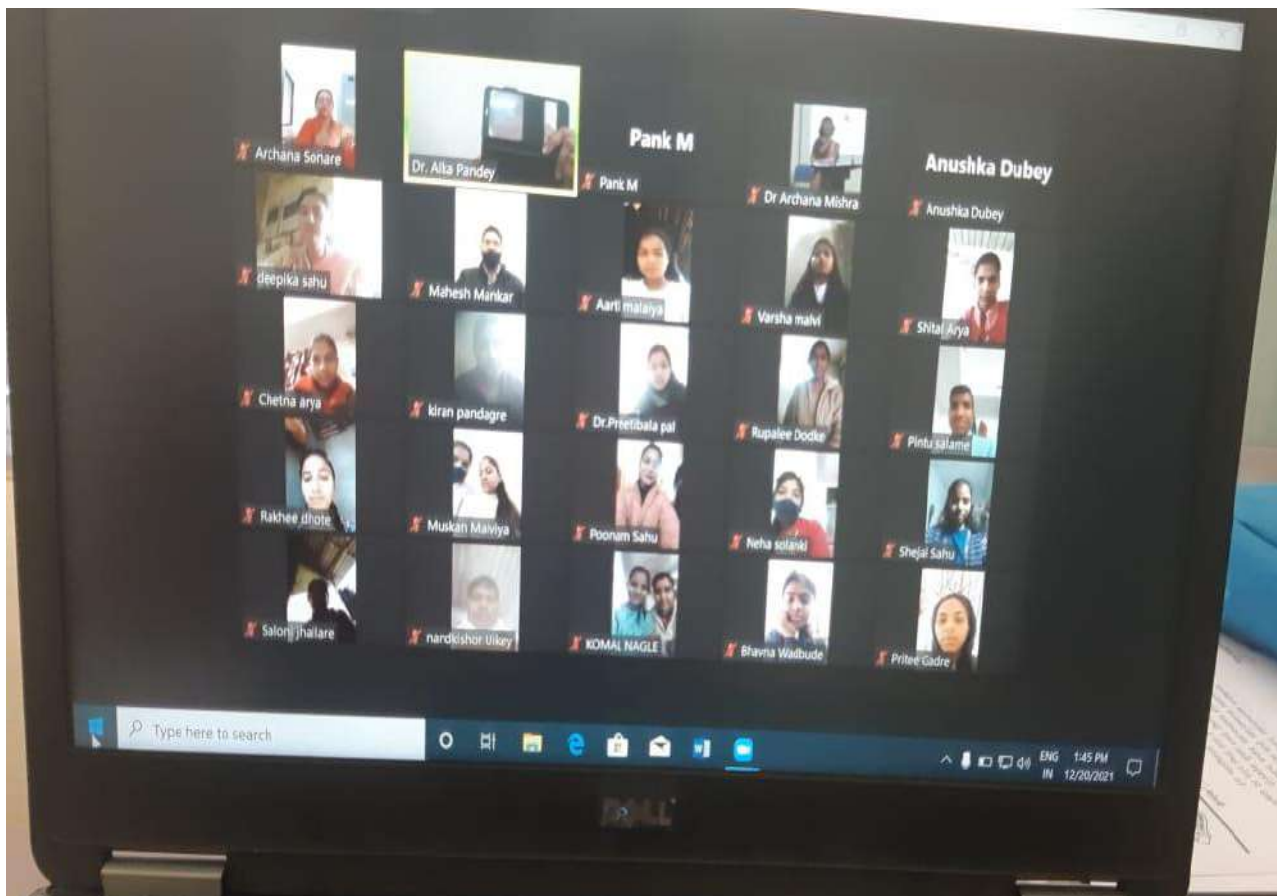 Pank M
Anushka Dubey
Archana Sonare
Dr. Alka Pandey
Pank M
Dr Archana Mishra
Anushka Dubey
deepika sahu
Mahesh Mankar
Aarti malaiya
Varsha malvi
Shital Arya
Chetna arya
kiran pandagre
Dr.Preetibala pal
Rupalee Dodke
Pintu salame
Rakhee dhote
Muskan Malviya
Poonam Sahu
Neha solanki
Shejal Sahu
Saloni jhallare
nardkishor Uikey
KOMAL NAGLE
Bhavna Wadbude
Pritee Gadre
Type here to search
ENG 1:45 PM
IN 12/20/2021
DELL